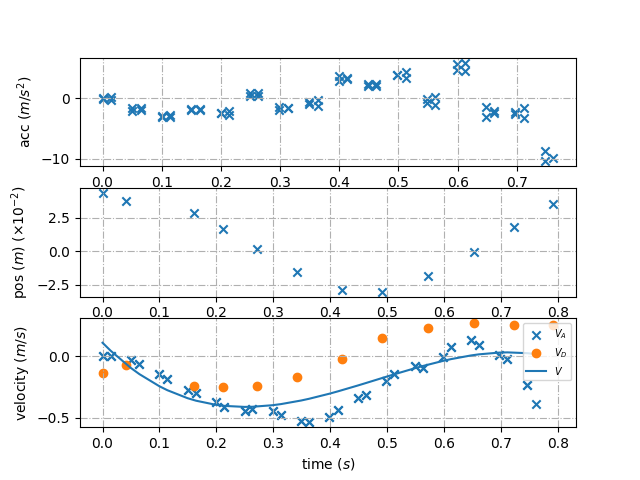 acc (m/s²)
0
−10
0.0 0.1 0.2 0.3 0.4 0.5 0.6 0.7
pos (m) (×10⁻²)
2.5
0.0
−2.5
0.0 0.1 0.2 0.3 0.4 0.5 0.6 0.7 0.8
velocity (m/s)
0.0
−0.5
V_A
V_D
V
0.0 0.1 0.2 0.3 0.4 0.5 0.6 0.7 0.8
time (s)